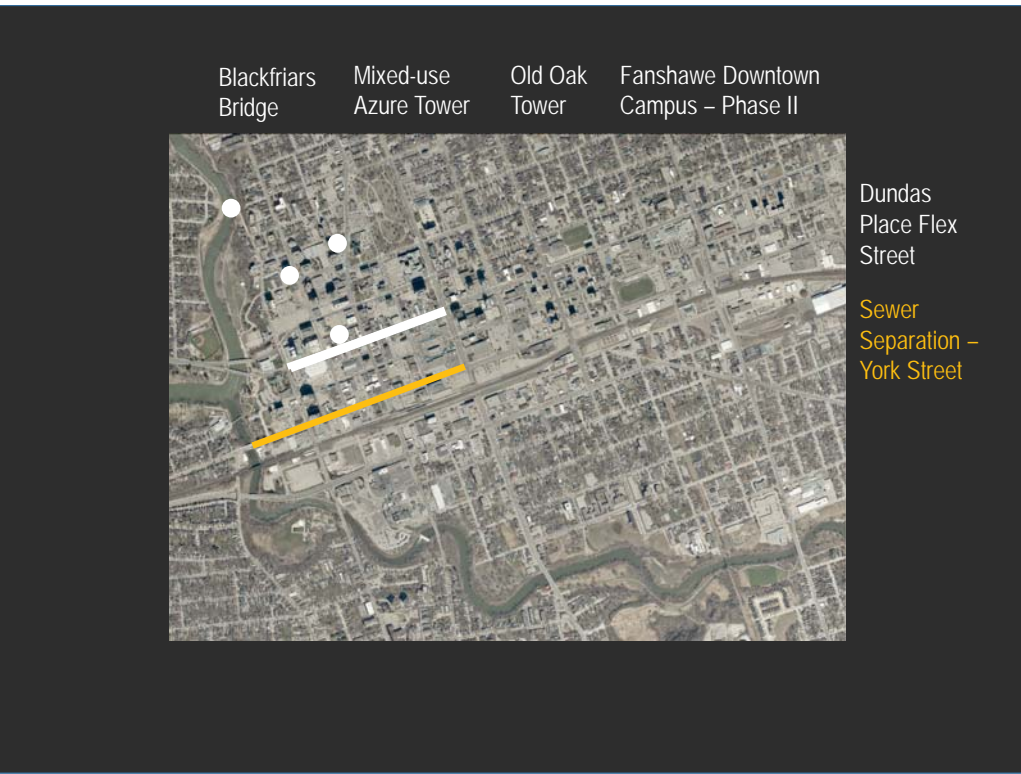 Blackfriars
Bridge
Mixed-use
Azure Tower
Old Oak
Tower
Fanshawe Downtown
Campus – Phase II
Dundas
Place Flex
Street
Sewer
Separation –
York Street